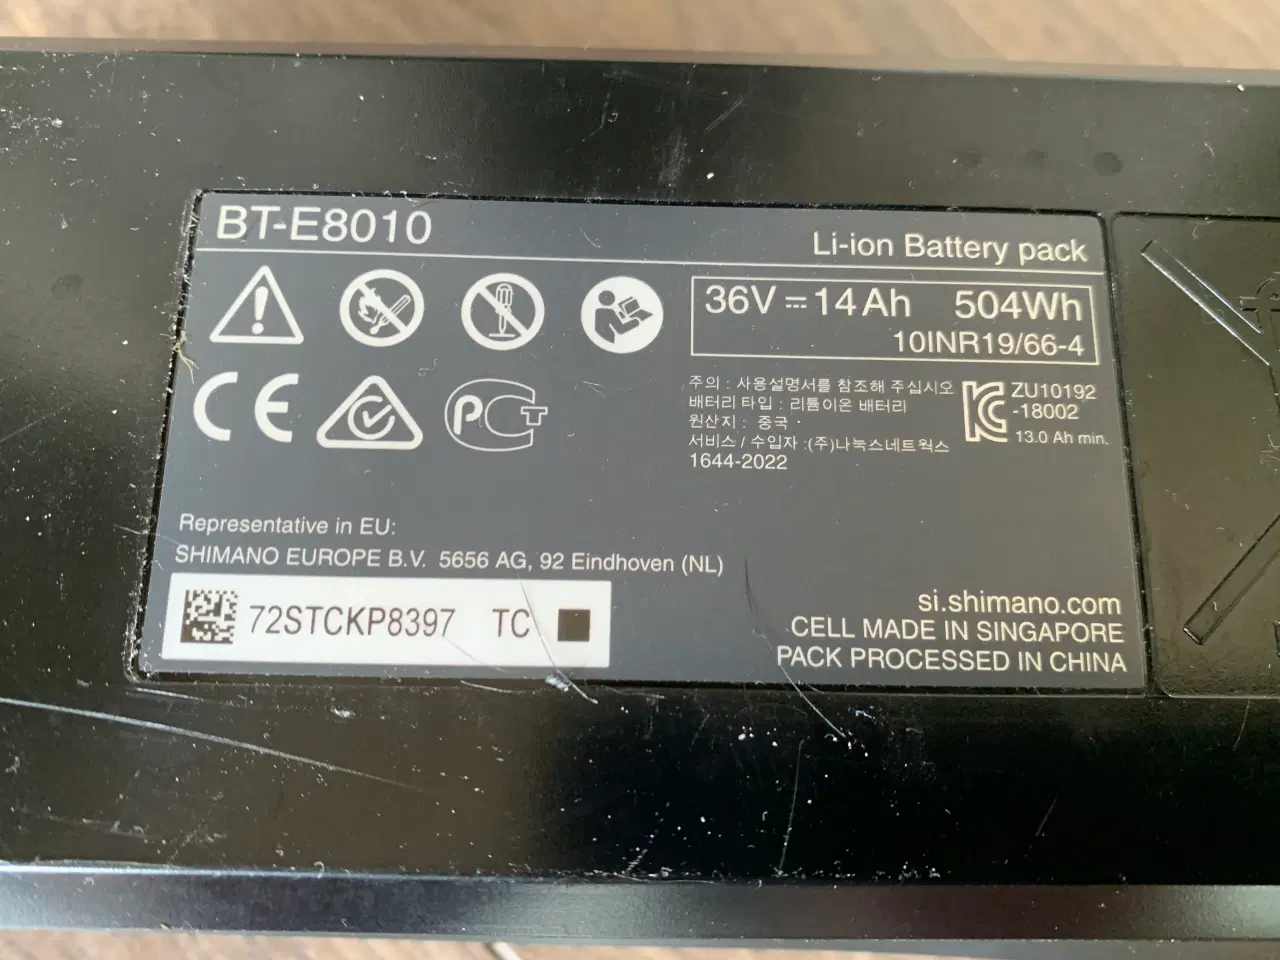 BT-E8010
Li-ion Battery pack
36V ⎓ 14Ah 504Wh
10INR19/66-4
CE
PCT
주의 : 사용설명서를 참조해 주십시오
배터리 타입 : 리튬이온 배터리
원산지 : 중국
서비스 / 수입자 :(주)나눅스네트웍스
1644-2022
ZU10192
-18002
13.0 Ah min.
Representative in EU:
SHIMANO EUROPE B.V. 5656 AG, 92 Eindhoven (NL)
72STCKP8397 TC
si.shimano.com
CELL MADE IN SINGAPORE
PACK PROCESSED IN CHINA